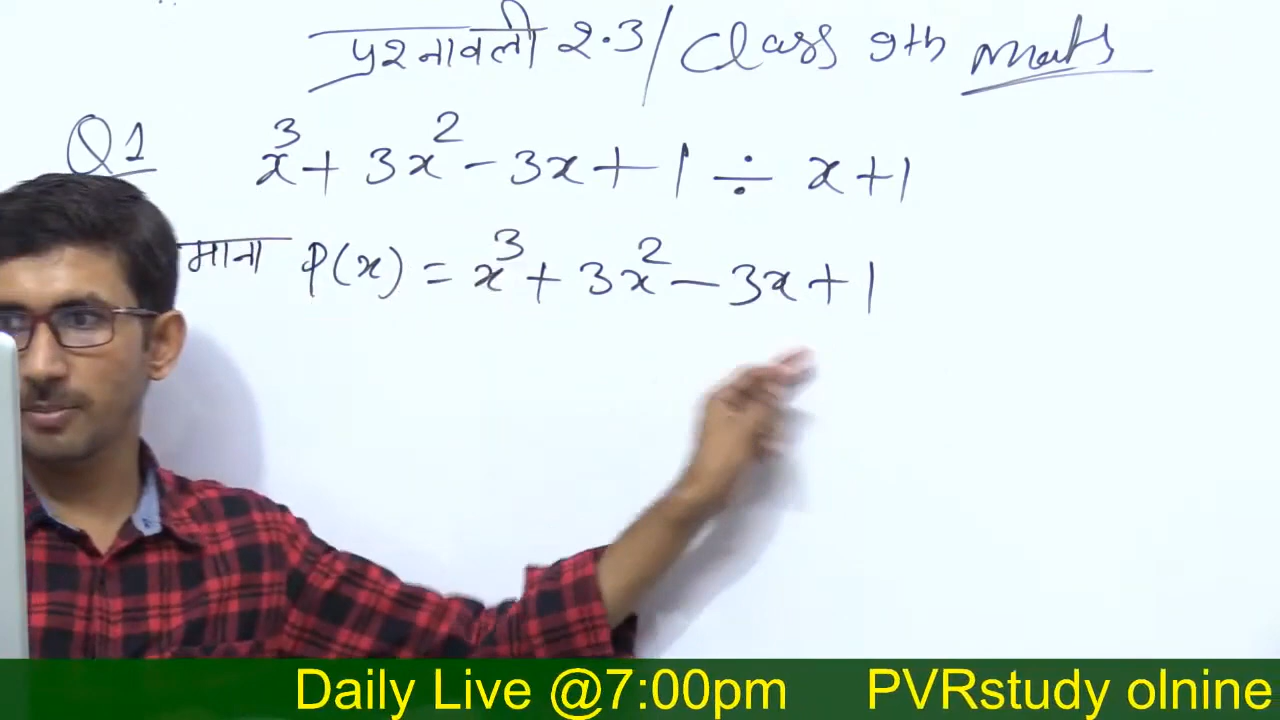 प्रश्नावली 2.3 / Class 9th Maths
Q1 x³ + 3x² - 3x + 1 ÷ x + 1
माना P(x) = x³ + 3x² - 3x + 1
Daily Live @7:00pm PVRstudy olnine